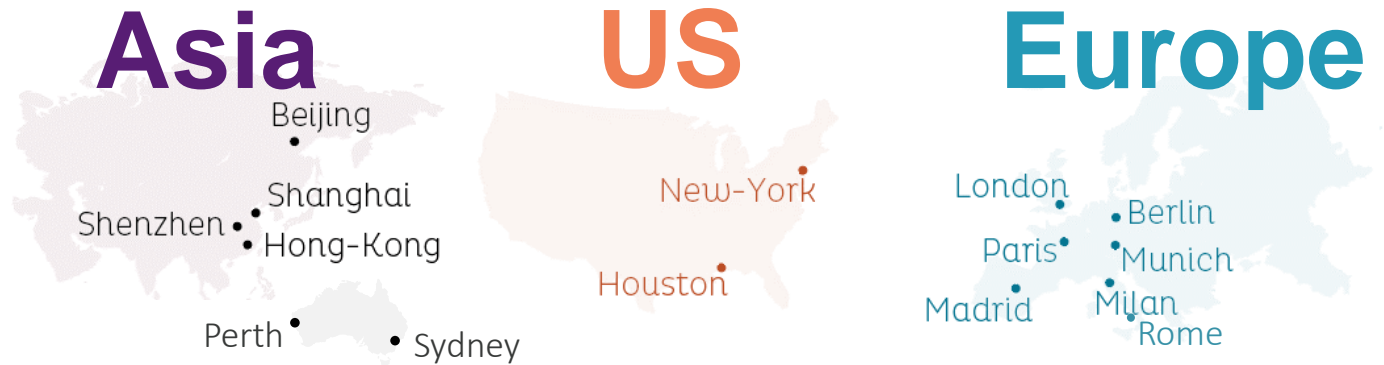 Asia
Beijing
Shanghai
Shenzhen
Hong-Kong
Perth
Sydney
US
New-York
Houston
Europe
London
Berlin
Paris
Munich
Madrid
Milan
Rome